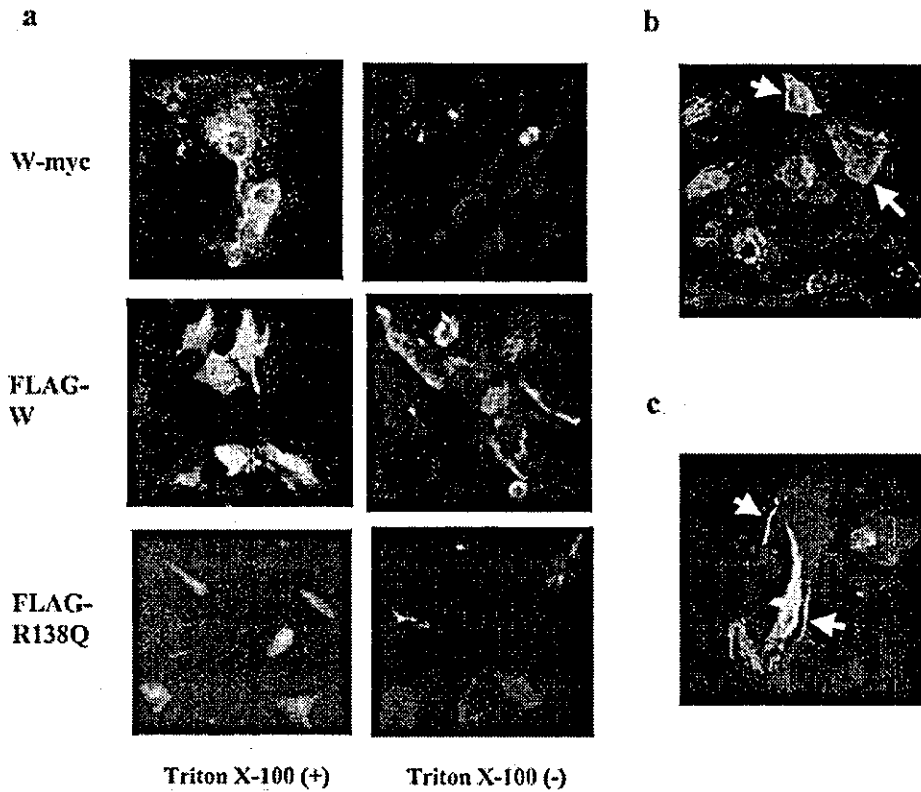 a
b
W-myc
FLAG-
W
c
FLAG-
R138Q
Triton X-100 (+)
Triton X-100 (-)